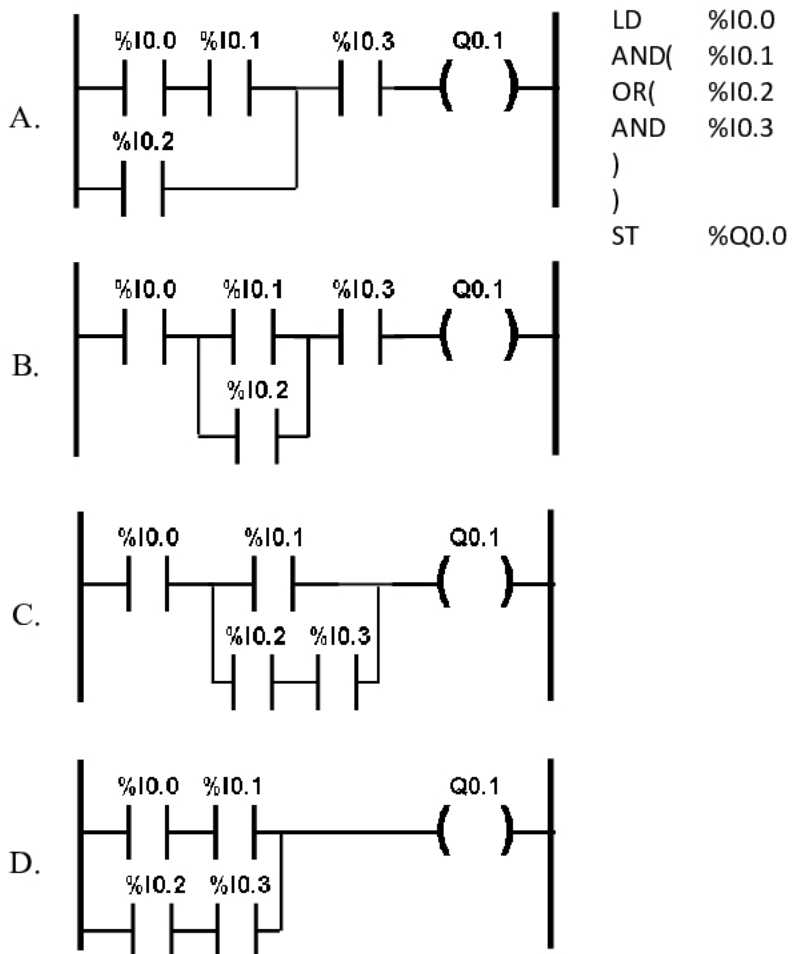 %I0.0 %I0.1 %I0.3 Q0.1
A.
%I0.2
LD %I0.0
AND( %I0.1
OR( %I0.2
AND %I0.3
)
)
ST %Q0.0
%I0.0 %I0.1 %I0.3 Q0.1
B.
%I0.2
%I0.0 %I0.1 Q0.1
C.
%I0.2 %I0.3
%I0.0 %I0.1 Q0.1
D.
%I0.2 %I0.3